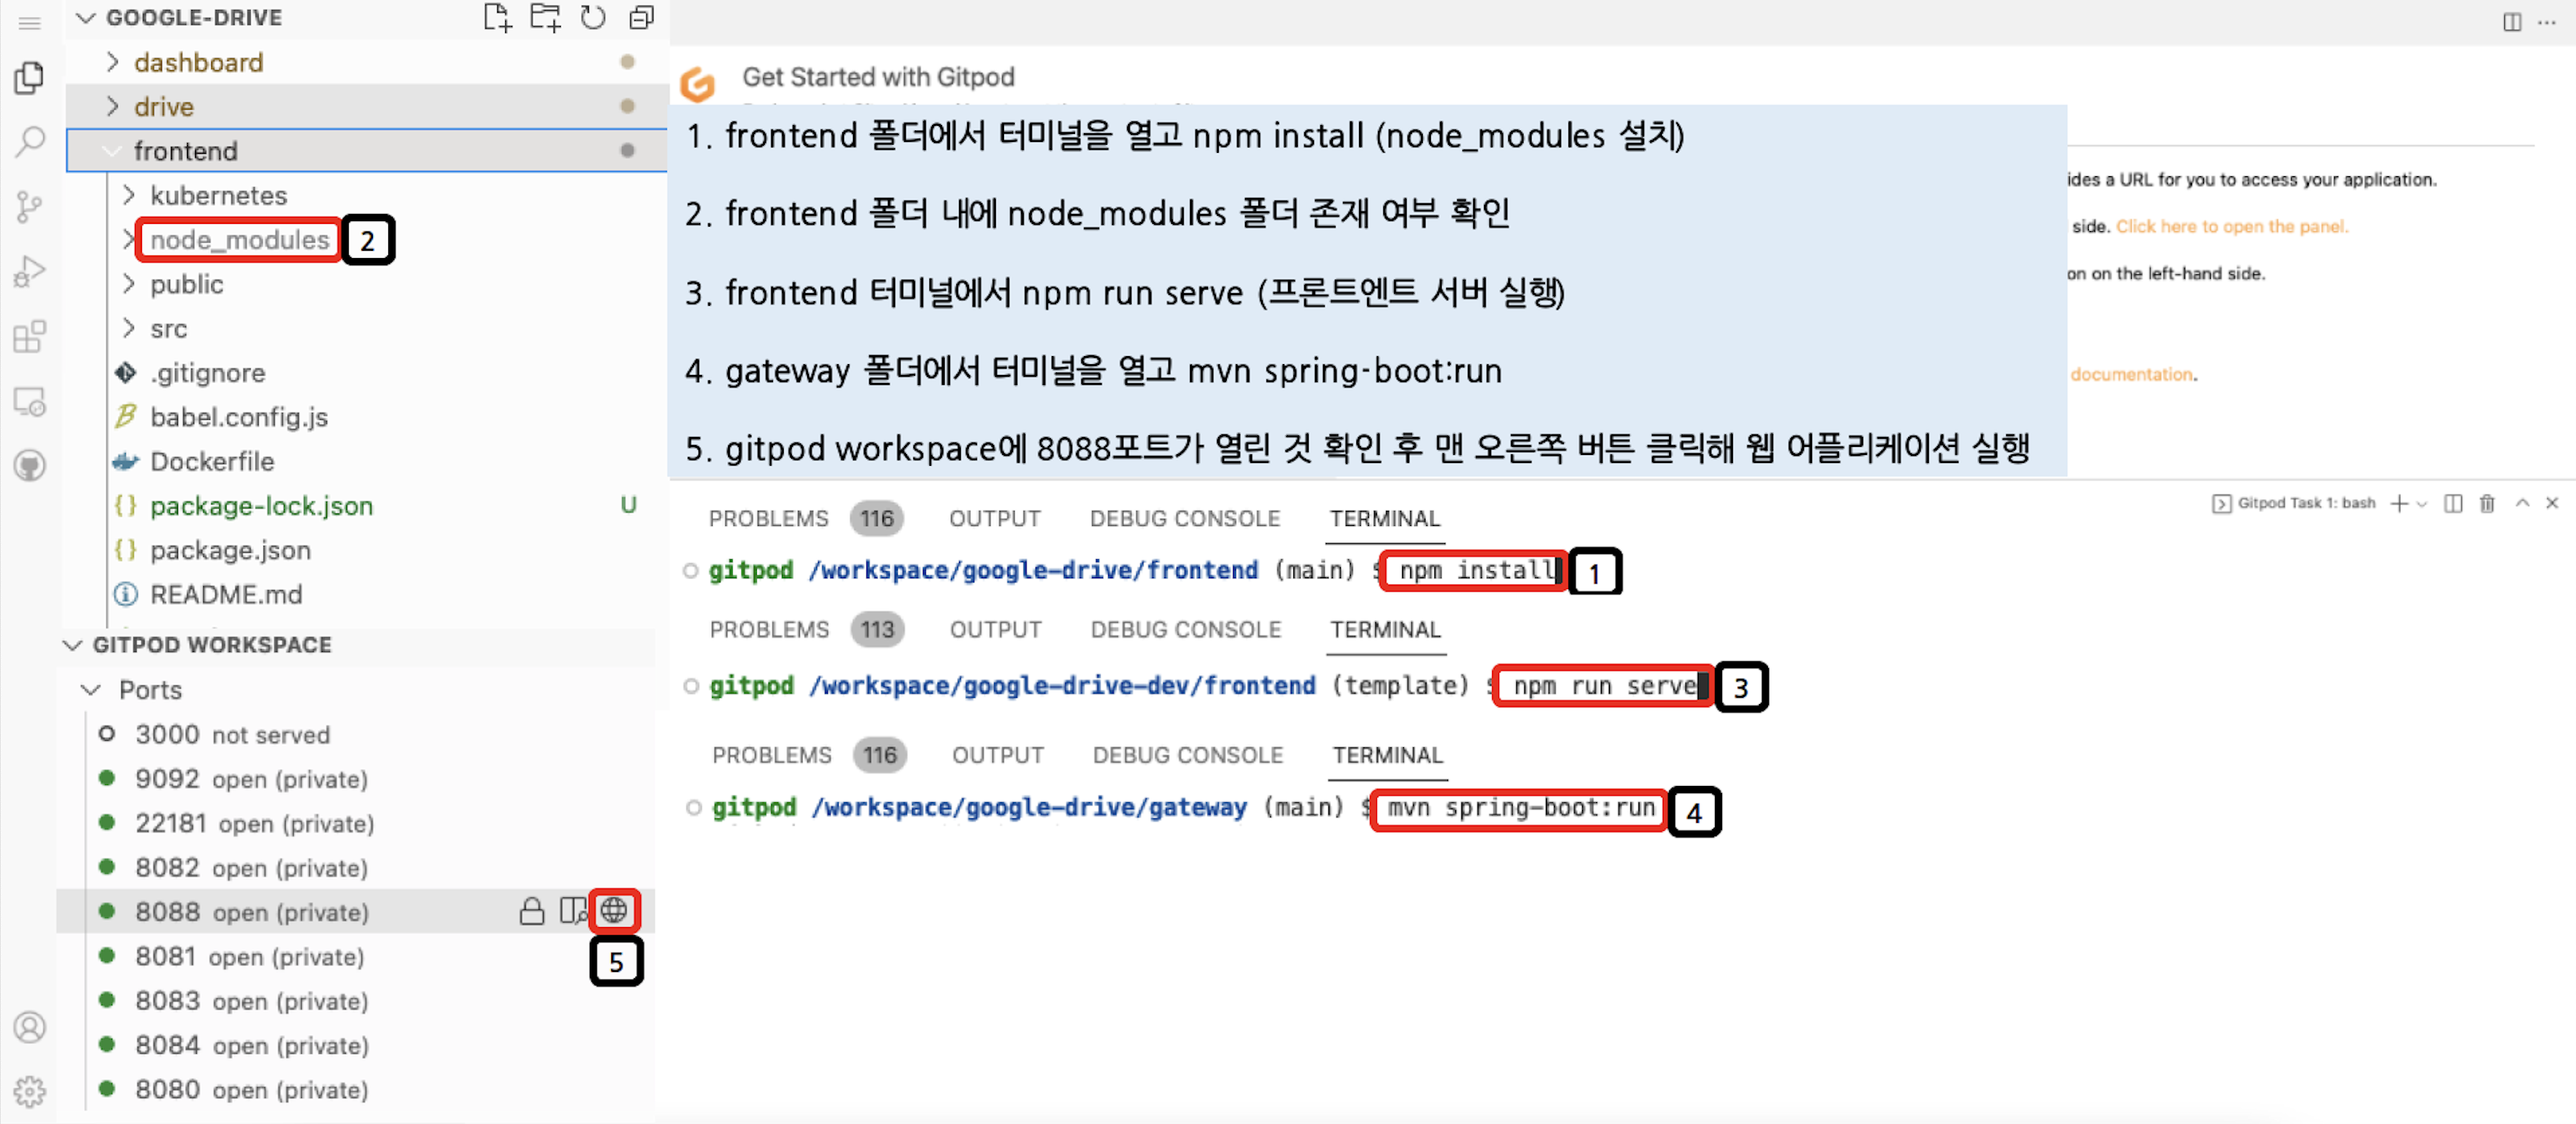 GOOGLE-DRIVE
dashboard
drive
frontend
kubernetes
node_modules
2
public
src
.gitignore
babel.config.js
Dockerfile
package-lock.json U
package.json
README.md
GITPOD WORKSPACE
Ports
3000 not served
9092 open (private)
22181 open (private)
8082 open (private)
8088 open (private)
5
8081 open (private)
8083 open (private)
8084 open (private)
8080 open (private)
Get Started with Gitpod
1. frontend 폴더에서 터미널을 열고 npm install (node_modules 설치)
2. frontend 폴더 내에 node_modules 폴더 존재 여부 확인
3. frontend 터미널에서 npm run serve (프론트엔트 서버 실행)
4. gateway 폴더에서 터미널을 열고 mvn spring-boot:run
5. gitpod workspace에 8088포트가 열린 것 확인 후 맨 오른쪽 버튼 클릭해 웹 어플리케이션 실행
ides a URL for you to access your application.
side. Click here to open the panel.
on on the left-hand side.
documentation.
PROBLEMS 116 OUTPUT DEBUG CONSOLE TERMINAL
Gitpod Task 1: bash
gitpod /workspace/google-drive/frontend (main) $ npm install
1
PROBLEMS 113 OUTPUT DEBUG CONSOLE TERMINAL
gitpod /workspace/google-drive-dev/frontend (template) $ npm run serve
3
PROBLEMS 116 OUTPUT DEBUG CONSOLE TERMINAL
gitpod /workspace/google-drive/gateway (main) $ mvn spring-boot:run
4